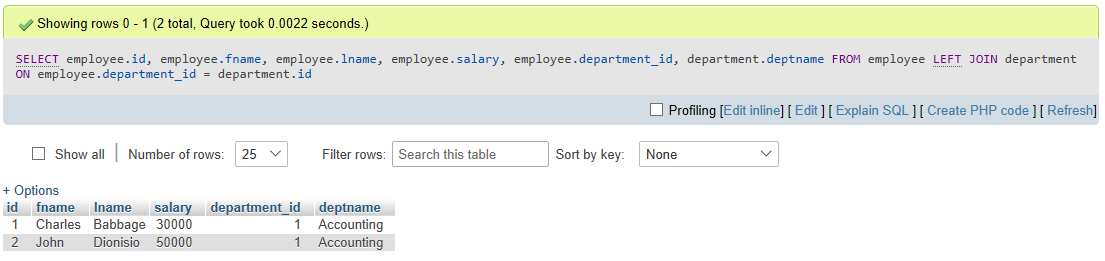 Showing rows 0 - 1 (2 total, Query took 0.0022 seconds.)
SELECT employee.id, employee.fname, employee.lname, employee.salary, employee.department_id, department.deptname FROM employee LEFT JOIN department
ON employee.department_id = department.id
Profiling [Edit inline] [ Edit ] [ Explain SQL ] [ Create PHP code ] [ Refresh]
Show all | Number of rows: 25 Filter rows: Search this table Sort by key: None
+ Options
id fname lname salary department_id deptname
1 Charles Babbage 30000 1 Accounting
2 John Dionisio 50000 1 Accounting